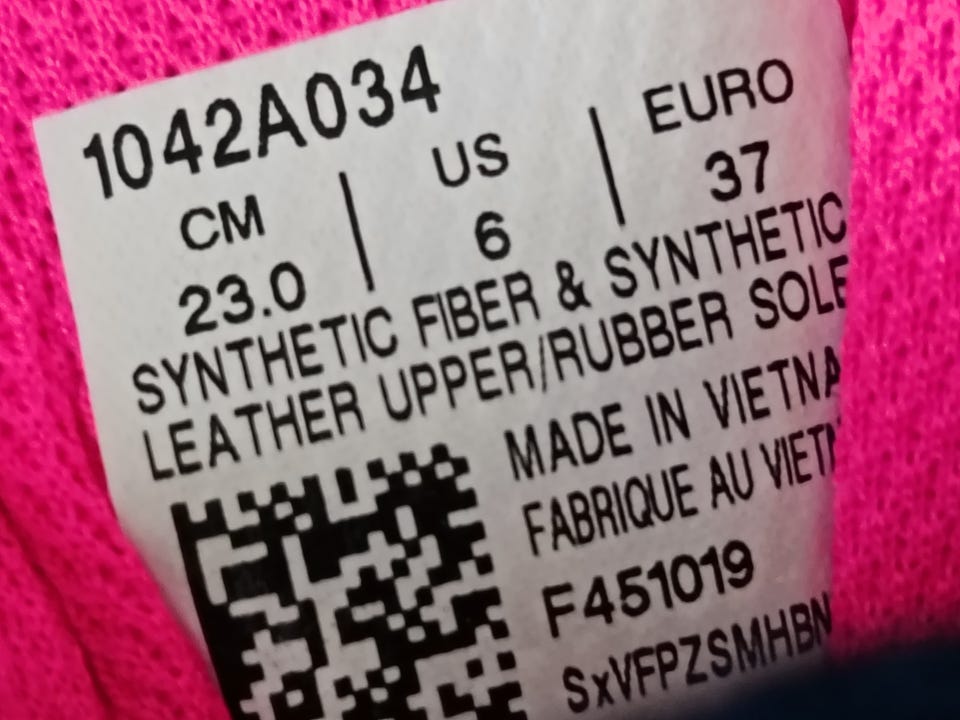 1042A034
CM | US | EURO
23.0 | 6 | 37
SYNTHETIC FIBER & SYNTHETIC
LEATHER UPPER/RUBBER SOLE
MADE IN VIETNA
FABRIQUE AU VIETN
F451019
SxVFPZSMHBN